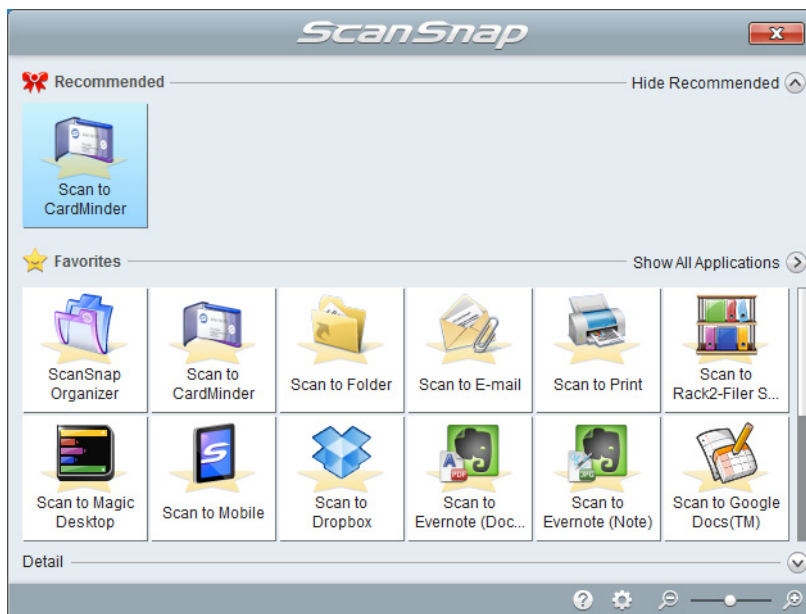 ScanSnap
Recommended
Hide Recommended
Scan to
CardMinder
Favorites
Show All Applications
ScanSnap
Organizer
Scan to
CardMinder
Scan to Folder
Scan to E-mail
Scan to Print
Scan to
Rack2-Filer S...
Scan to Magic
Desktop
Scan to Mobile
Scan to
Dropbox
A
PDF
Scan to
Evernote (Doc...
JPG
Scan to
Evernote (Note)
Scan to Google
Docs(TM)
Detail